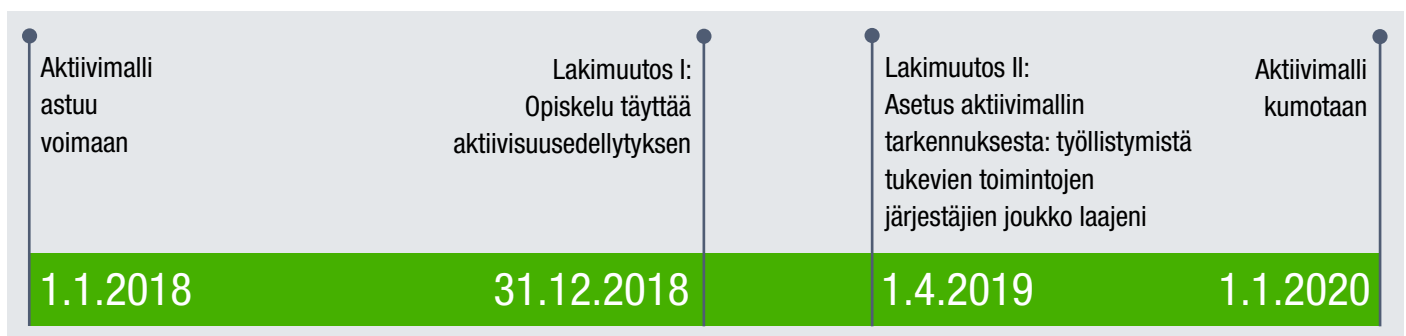 Aktiivimalli
astuu
voimaan
Lakimuutos I:
Opiskelu täyttää
aktiivisuusedellytyksen
Lakimuutos II:
Asetus aktiivimallin
tarkennuksesta: työllistymistä
tukevien toimintojen
järjestäjien joukko laajeni
Aktiivimalli
kumotaan
1.1.2018
31.12.2018
1.4.2019
1.1.2020